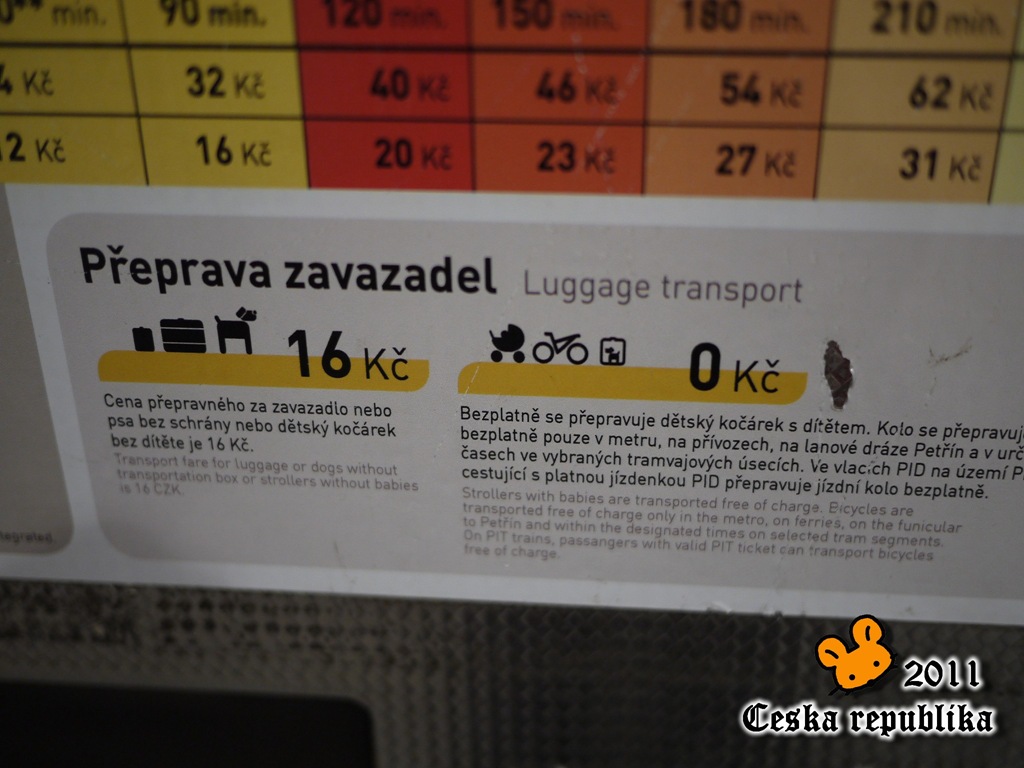 min. 90 min. 120 min. 150 min. 180 min. 210 min.
4 Kč 32 Kč 40 Kč 46 Kč 54 Kč 62 Kč
12 Kč 16 Kč 20 Kč 23 Kč 27 Kč 31 Kč
Přeprava zavazadel Luggage transport
16 Kč
Cena přepravného za zavazadlo nebo
psa bez schrány nebo dětský kočárek
bez dítěte je 16 Kč.
Transport fare for luggage or dogs without
transportation box or strollers without babies
is 16 CZK.
0 Kč
Bezplatně se přepravuje dětský kočárek s dítětem. Kolo se přepravuj
bezplatně pouze v metru, na přívozech, na lanové dráze Petřín a v urč
časech ve vybraných tramvajových úsecích. Ve vlacích PID na území P
cestující s platnou jízdenkou PID přepravuje jízdní kolo bezplatně.
Strollers with babies are transported free of charge. Bicycles are
transported free of charge only in the metro, on ferries, on the funicular
to Petřín and within the designated times on selected tram segments.
On PIT trains, passengers with valid PIT ticket can transport bicycles
free of charge.
2011
Ceska republika